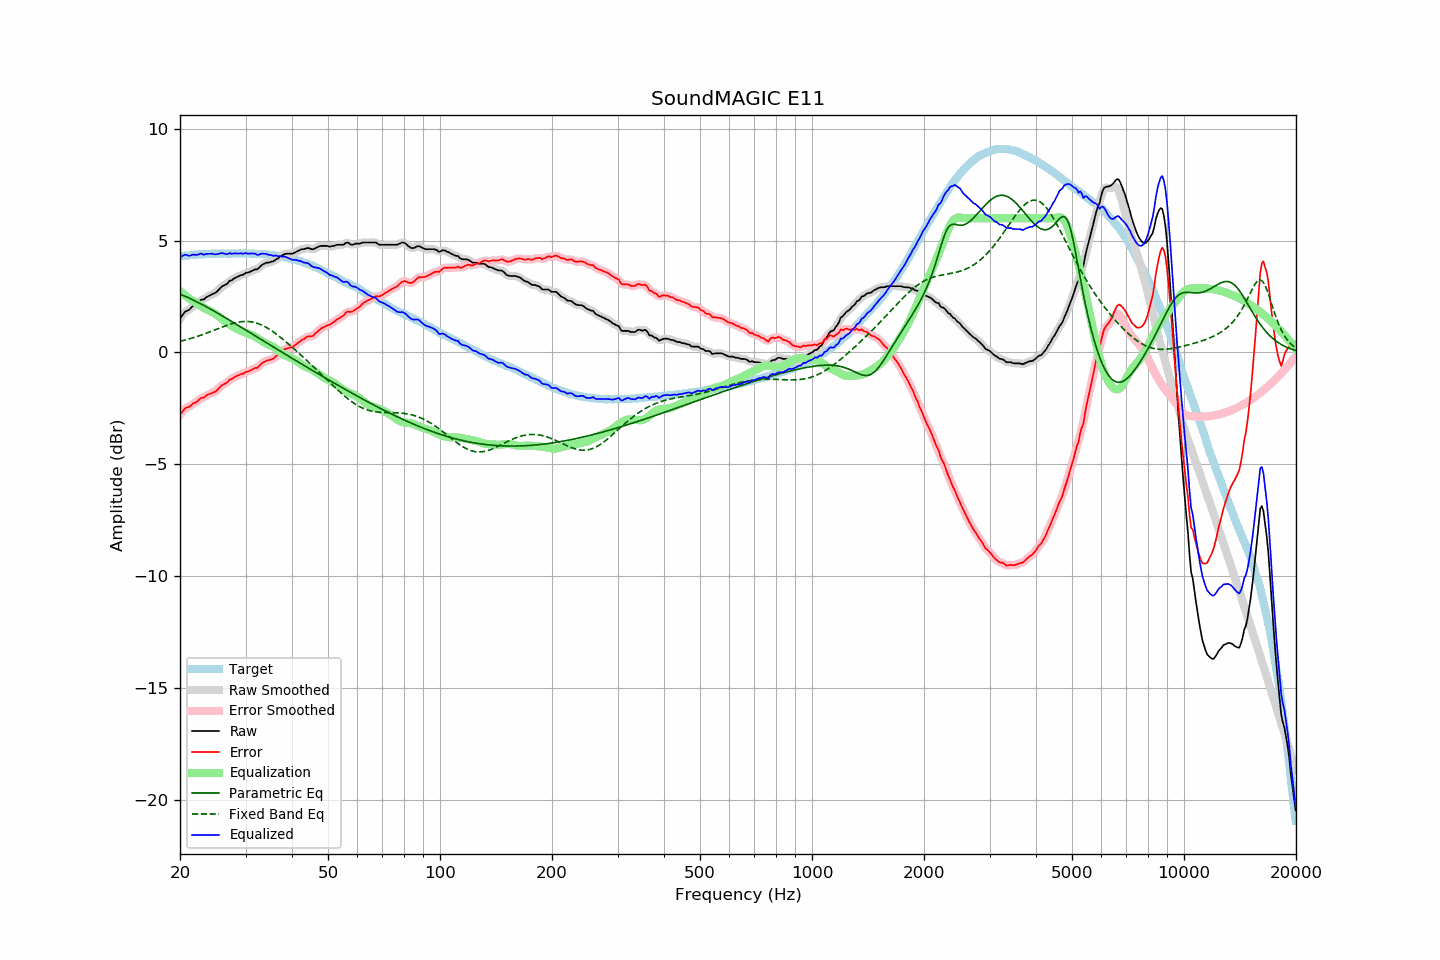 SoundMAGIC E11
Amplitude (dBr)
10
5
0
−5
−10
−15
−20
Target
Raw Smoothed
Error Smoothed
Raw
Error
Equalization
Parametric Eq
Fixed Band Eq
Equalized
20 50 100 200 500 1000 2000 5000 10000 20000
Frequency (Hz)